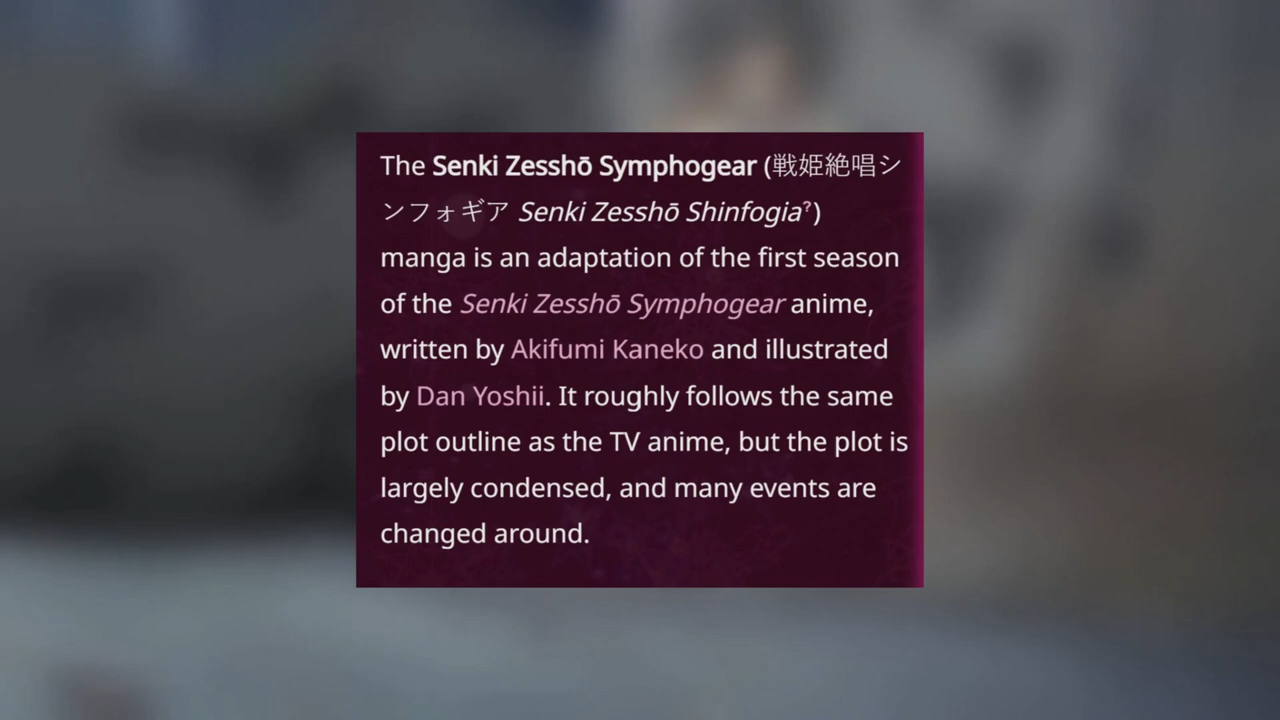 The Senki Zesshō Symphogear (戦姫絶唱シ
ンフォギア Senki Zesshō Shinfogia?)
manga is an adaptation of the first season
of the Senki Zesshō Symphogear anime,
written by Akifumi Kaneko and illustrated
by Dan Yoshii. It roughly follows the same
plot outline as the TV anime, but the plot is
largely condensed, and many events are
changed around.